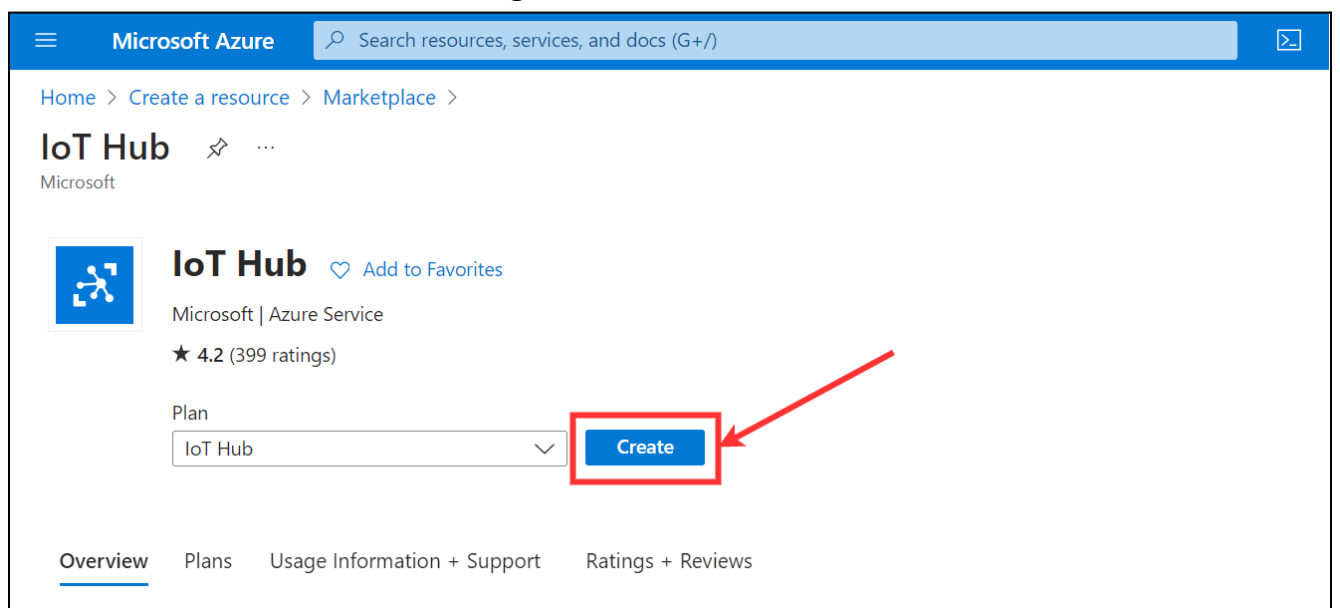 Microsoft Azure
Search resources, services, and docs (G+/)
Home > Create a resource > Marketplace >
IoT Hub ...
Microsoft
IoT Hub Add to Favorites
Microsoft | Azure Service
★ 4.2 (399 ratings)
Plan
IoT Hub
Create
Overview Plans Usage Information + Support Ratings + Reviews